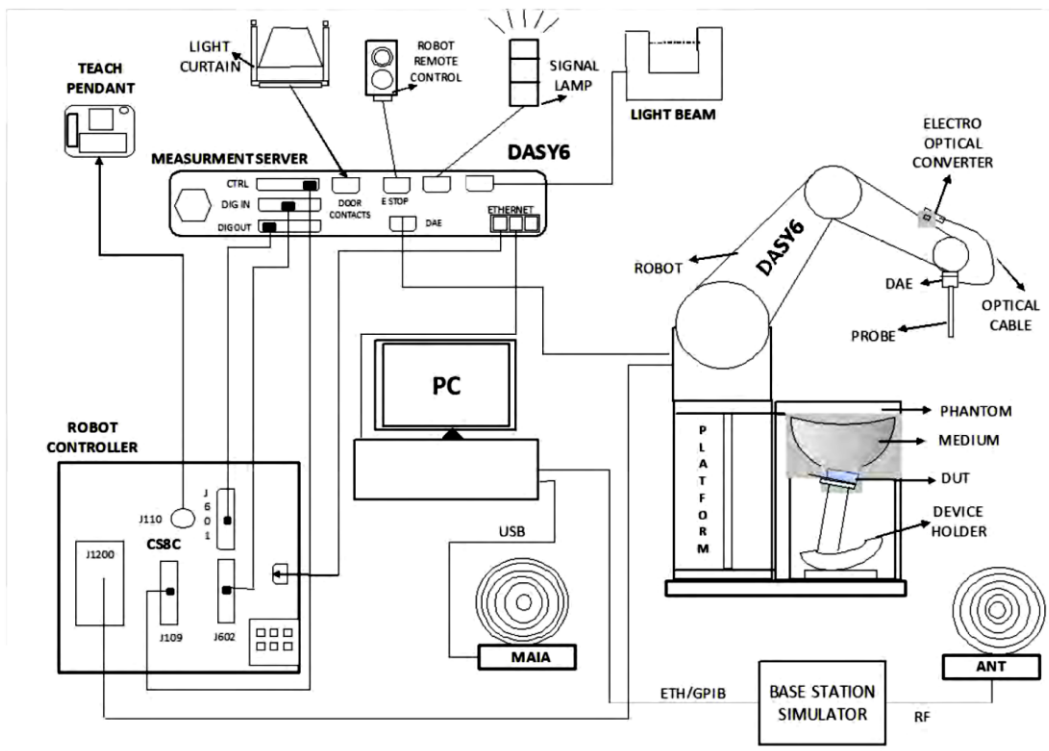 LIGHT
CURTAIN
ROBOT
REMOTE
CONTROL
SIGNAL
LAMP
LIGHT BEAM
TEACH
PENDANT
ELECTRO
OPTICAL
CONVERTER
MEASURMENT SERVER
DASY6
CTRL
DIG IN
DIG OUT
DOOR
CONTACTS
E STOP
DAE
ETHERNET
ROBOT
DASY6
DAE
OPTICAL
CABLE
PROBE
PC
ROBOT
CONTROLLER
PLATFORM
PHANTOM
MEDIUM
DUT
DEVICE
HOLDER
J110
J601
CS8C
J1200
J109
J602
USB
MAIA
ANT
ETH/GPIB
BASE STATION
SIMULATOR
RF